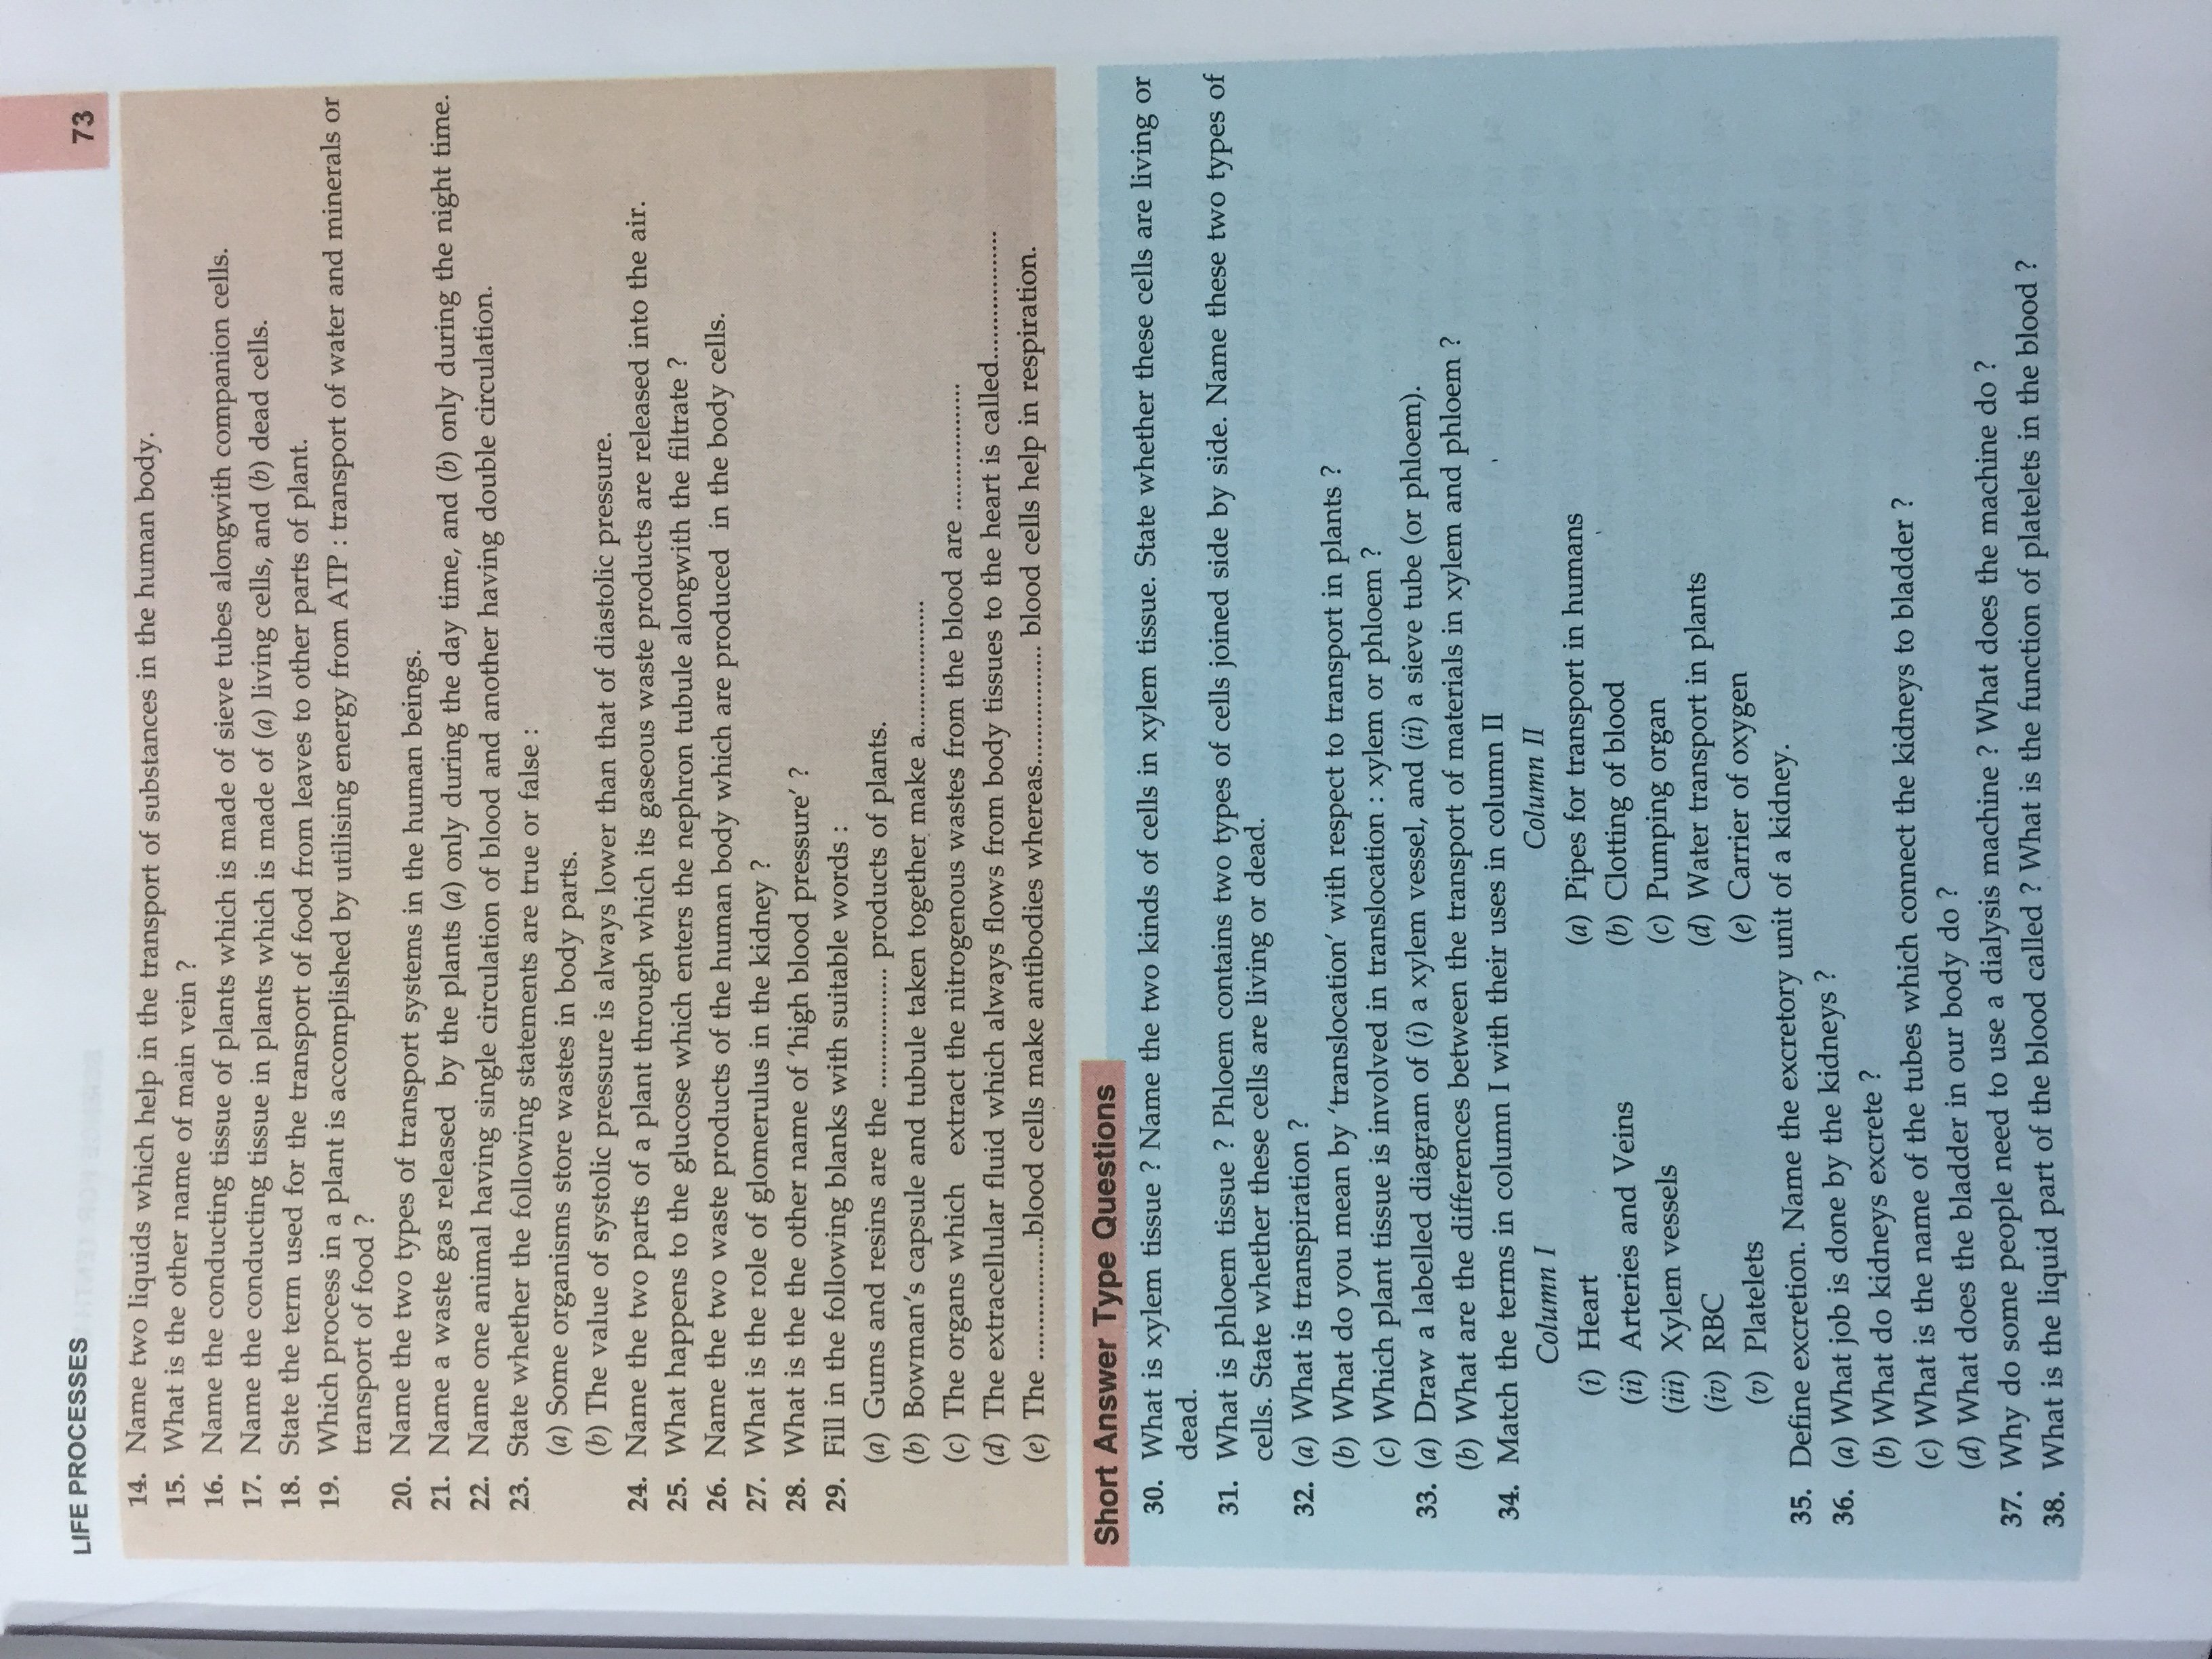 LIFE PROCESSES
73
14. Name two liquids which help in the transport of substances in the human body.
15. What is the other name of main vein ?
16. Name the conducting tissue of plants which is made of sieve tubes alongwith companion cells.
17. Name the conducting tissue in plants which is made of (a) living cells, and (b) dead cells.
18. State the term used for the transport of food from leaves to other parts of plant.
19. Which process in a plant is accomplished by utilising energy from ATP : transport of water and minerals or
transport of food ?
20. Name the two types of transport systems in the human beings.
21. Name a waste gas released by the plants (a) only during the day time, and (b) only during the night time.
22. Name one animal having single circulation of blood and another having double circulation.
23. State whether the following statements are true or false :
(a) Some organisms store wastes in body parts.
(b) The value of systolic pressure is always lower than that of diastolic pressure.
24. Name the two parts of a plant through which its gaseous waste products are released into the air.
25. What happens to the glucose which enters the nephron tubule alongwith the filtrate ?
26. Name the two waste products of the human body which are produced in the body cells.
27. What is the role of glomerulus in the kidney ?
28. What is the the other name of ‘high blood pressure’ ?
29. Fill in the following blanks with suitable words :
(a) Gums and resins are the ................. products of plants.
(b) Bowman’s capsule and tubule taken together make a...................
(c) The organs which extract the nitrogenous wastes from the blood are ..................
(d) The extracellular fluid which always flows from body tissues to the heart is called..................
(e) The .................blood cells make antibodies whereas................. blood cells help in respiration.
Short Answer Type Questions
30. What is xylem tissue ? Name the two kinds of cells in xylem tissue. State whether these cells are living or
dead.
31. What is phloem tissue ? Phloem contains two types of cells joined side by side. Name these two types of
cells. State whether these cells are living or dead.
32. (a) What is transpiration ?
(b) What do you mean by ‘translocation’ with respect to transport in plants ?
(c) Which plant tissue is involved in translocation : xylem or phloem ?
33. (a) Draw a labelled diagram of (i) a xylem vessel, and (ii) a sieve tube (or phloem).
(b) What are the differences between the transport of materials in xylem and phloem ?
34. Match the terms in column I with their uses in column II
Column I Column II
(i) Heart (a) Pipes for transport in humans
(ii) Arteries and Veins (b) Clotting of blood
(iii) Xylem vessels (c) Pumping organ
(iv) RBC (d) Water transport in plants
(v) Platelets (e) Carrier of oxygen
35. Define excretion. Name the excretory unit of a kidney.
36. (a) What job is done by the kidneys ?
(b) What do kidneys excrete ?
(c) What is the name of the tubes which connect the kidneys to bladder ?
(d) What does the bladder in our body do ?
37. Why do some people need to use a dialysis machine ? What does the machine do ?
38. What is the liquid part of the blood called ? What is the function of platelets in the blood ?